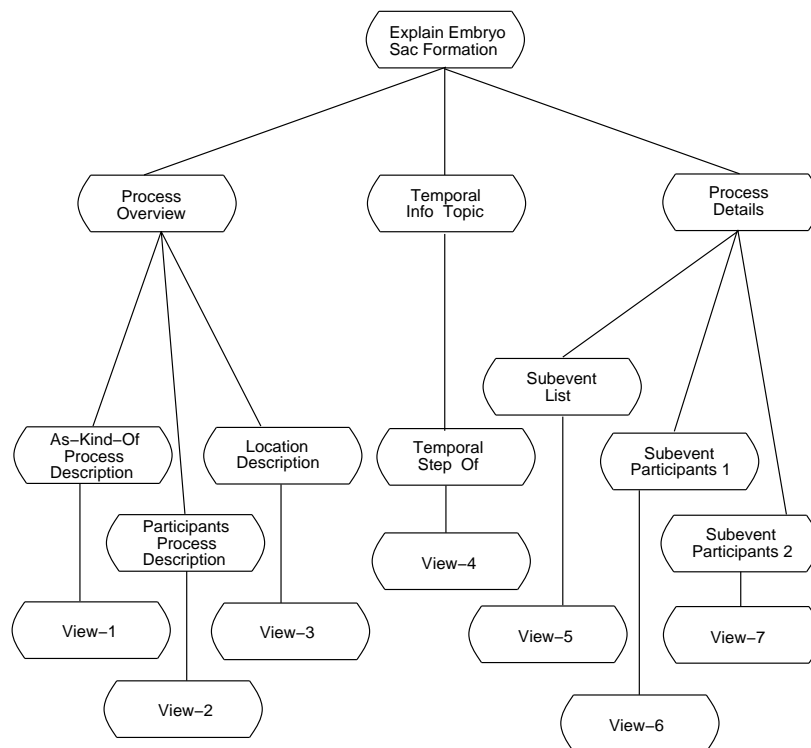 Explain Embryo
Sac Formation
Process
Overview
Temporal
Info Topic
Process
Details
Subevent
List
As–Kind–Of
Process
Description
Location
Description
Temporal
Step Of
Subevent
Participants 1
Participants
Process
Description
Subevent
Participants 2
View–4
View–1
View–3
View–5
View–7
View–2
View–6